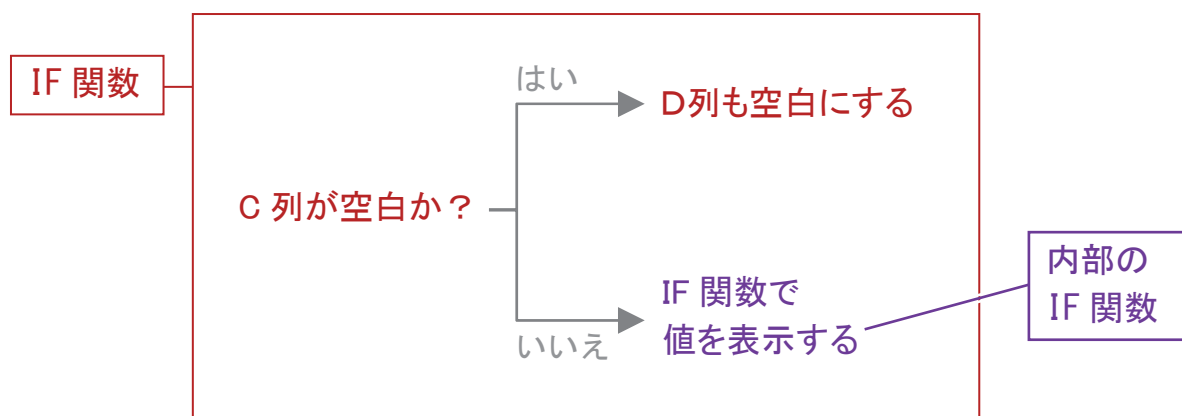 IF 関数
はい
D列も空白にする
C 列が空白か？
IF 関数で
値を表示する
いいえ
内部の
IF 関数